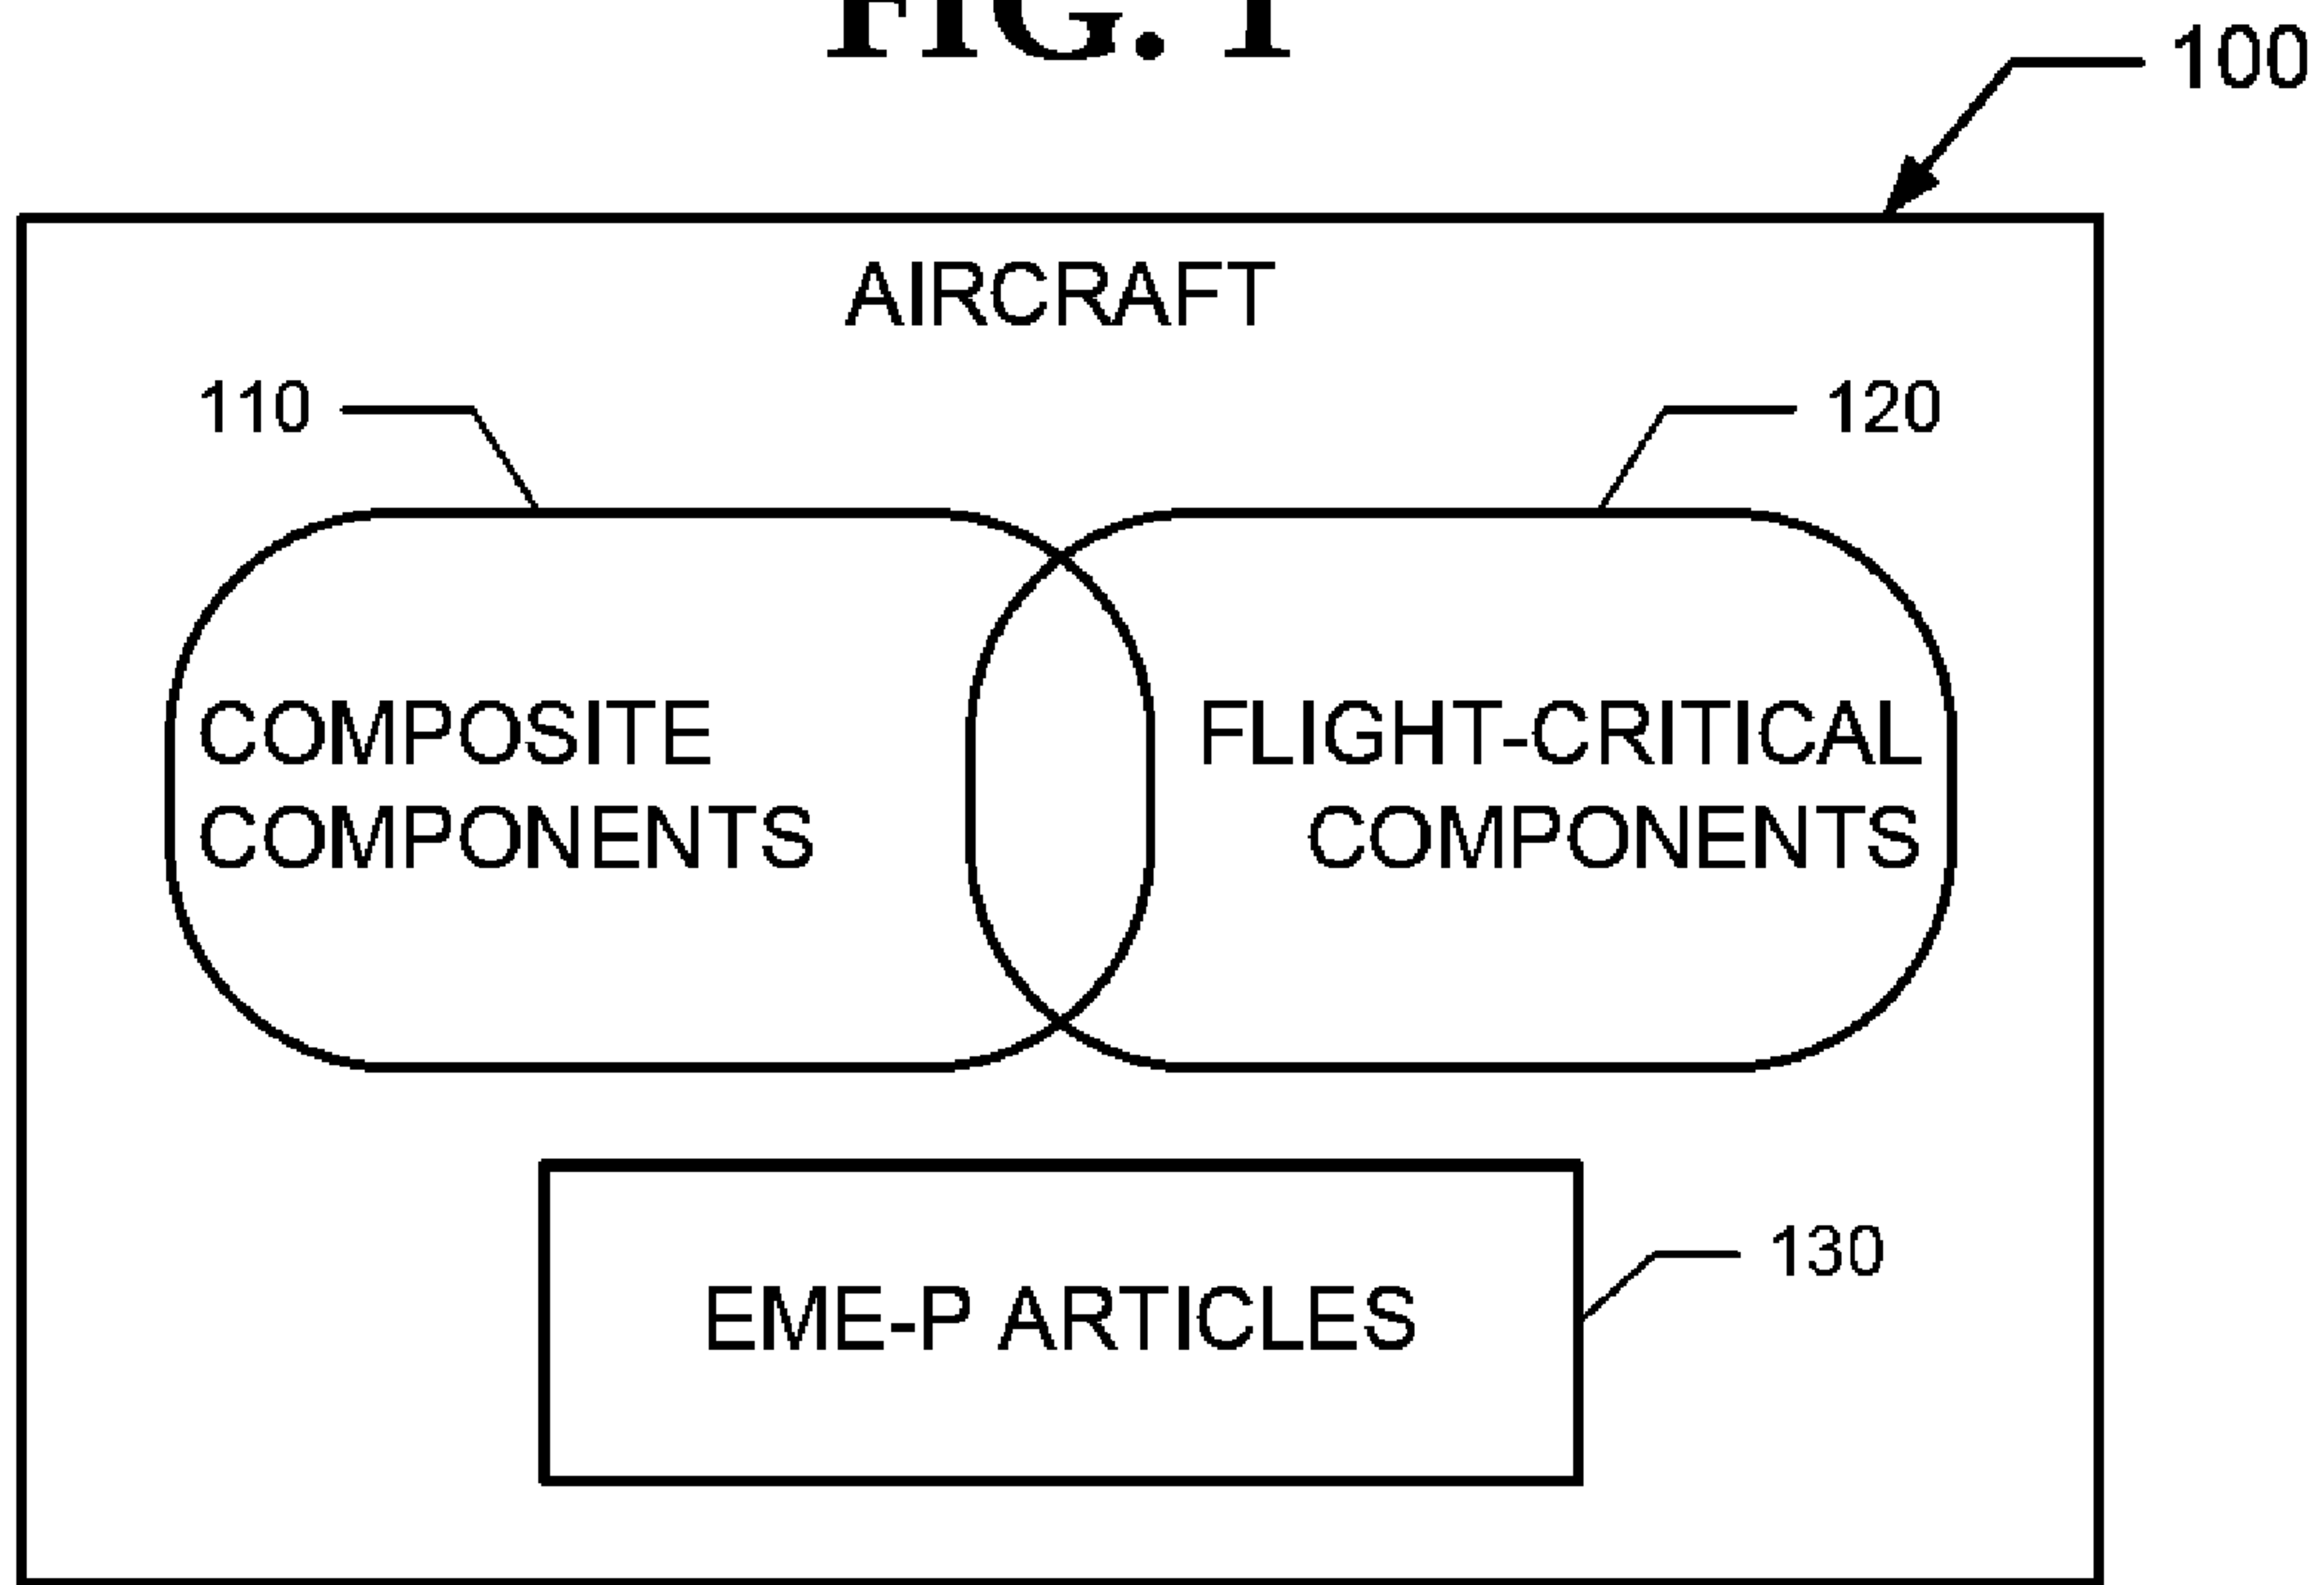 FIG. 1
100
AIRCRAFT
110
120
COMPOSITE
COMPONENTS
FLIGHT-CRITICAL
COMPONENTS
130
EME-P ARTICLES